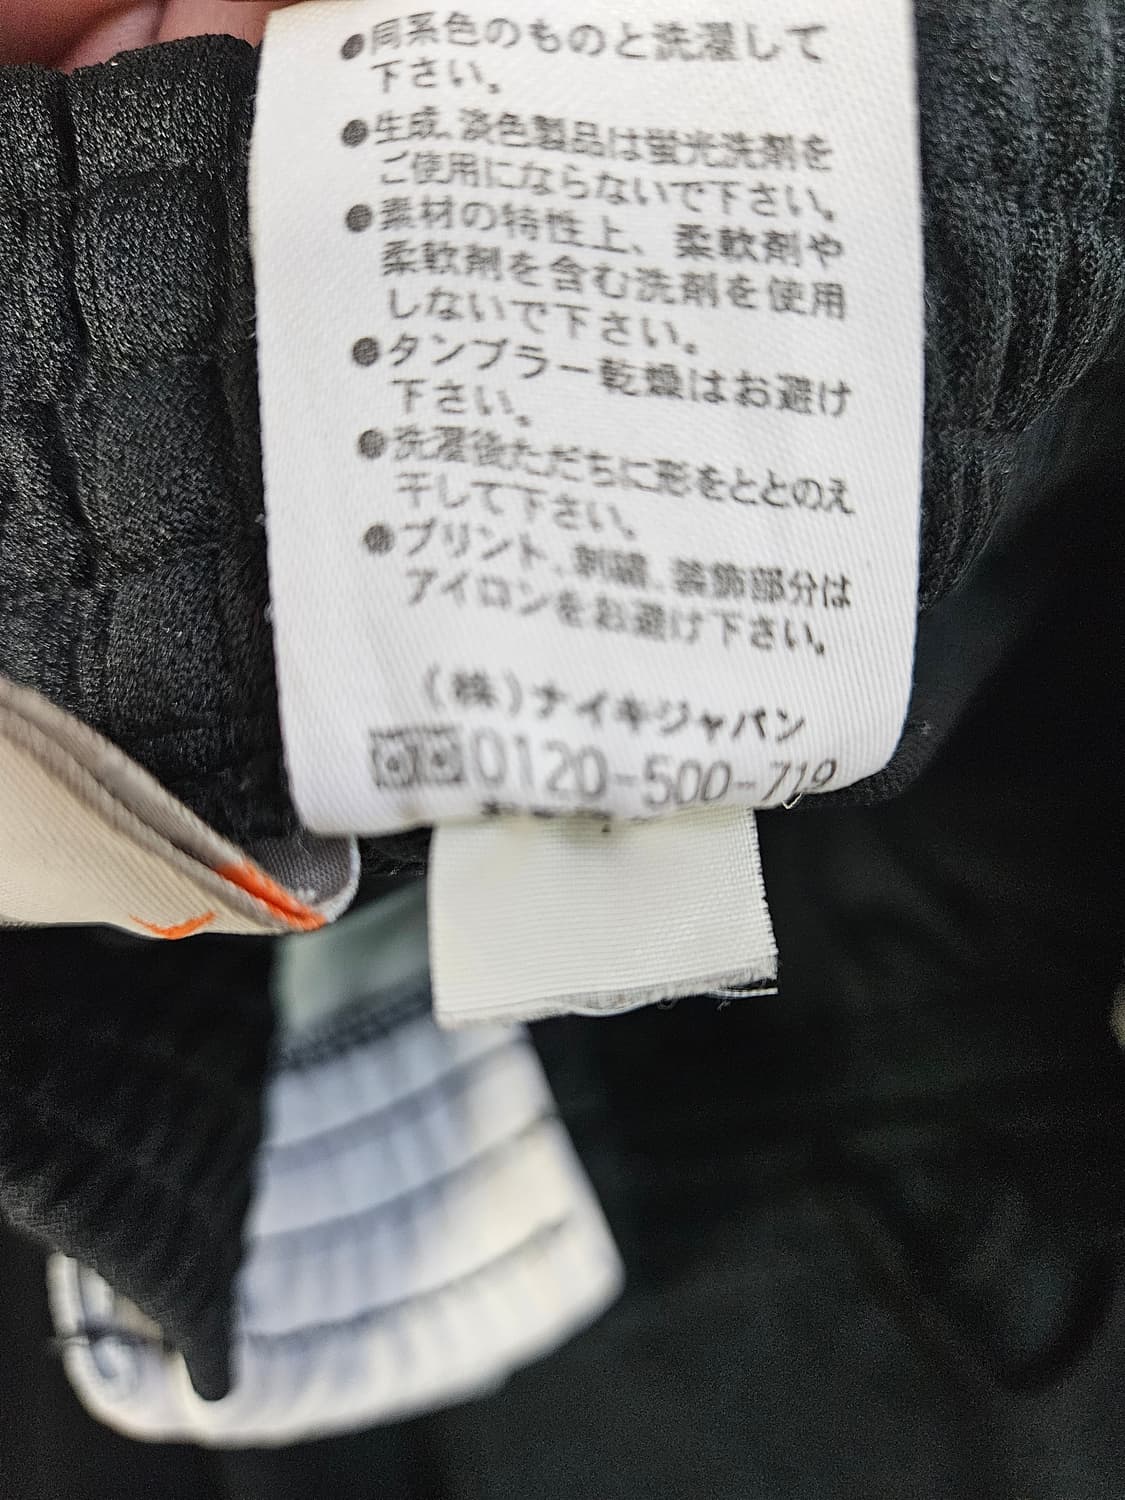 ●同系色のものと洗濯して
下さい。
●生成、淡色製品は蛍光洗剤を
ご使用にならないで下さい。
●素材の特性上、柔軟剤や
柔軟剤を含む洗剤を使用
しないで下さい。
●タンブラー乾燥はお避け
下さい。
●洗濯後ただちに形をととのえ
干して下さい。
●プリント、刺繍、装飾部分は
アイロンをお避け下さい。
(株)ナイキジャパン
0120-500-719